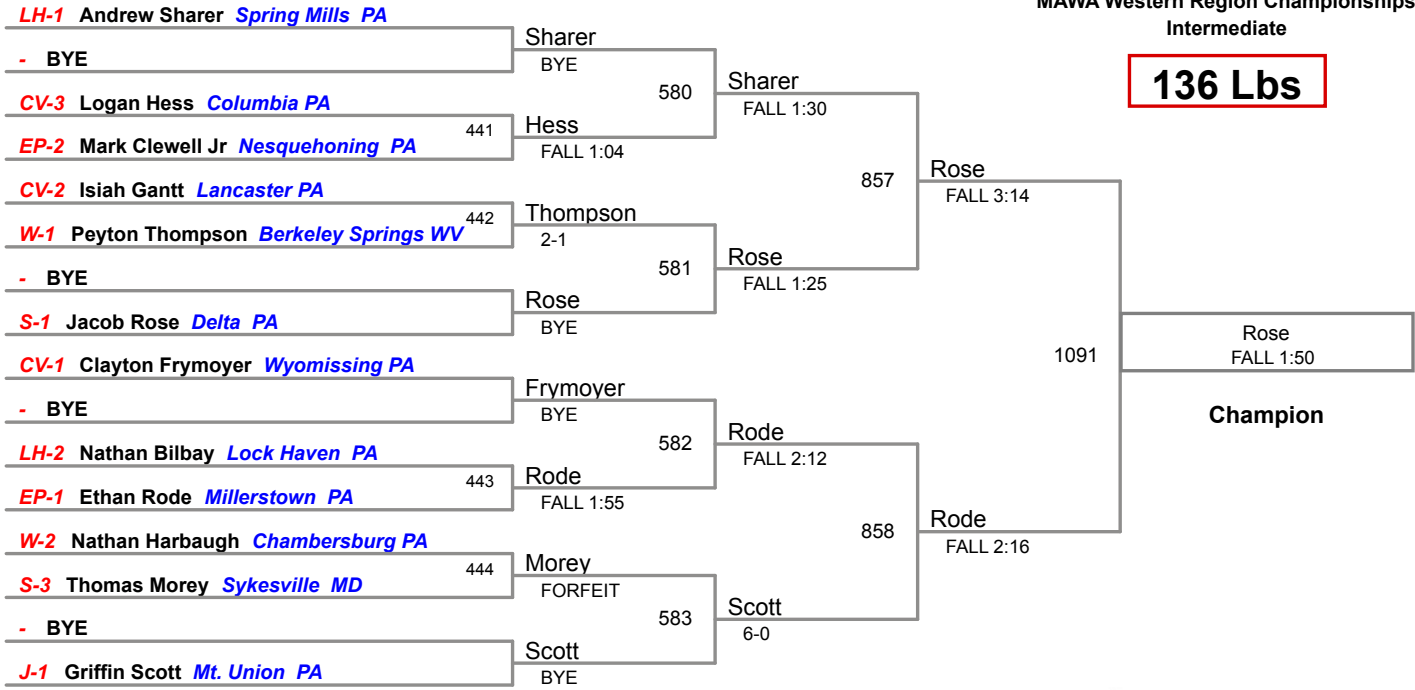 MAWA Western Region Championships
Intermediate
136 Lbs
LH-1 Andrew Sharer Spring Mills PA
- BYE
CV-3 Logan Hess Columbia PA
EP-2 Mark Clewell Jr Nesquehoning PA
CV-2 Isiah Gantt Lancaster PA
W-1 Peyton Thompson Berkeley Springs WV
- BYE
S-1 Jacob Rose Delta PA
CV-1 Clayton Frymoyer Wyomissing PA
- BYE
LH-2 Nathan Bilbay Lock Haven PA
EP-1 Ethan Rode Millerstown PA
W-2 Nathan Harbaugh Chambersburg PA
S-3 Thomas Morey Sykesville MD
- BYE
J-1 Griffin Scott Mt. Union PA
441
442
443
444
Sharer
BYE
Hess
FALL 1:04
Thompson
2-1
Rose
BYE
Frymoyer
BYE
Rode
FALL 1:55
Morey
FORFEIT
Scott
BYE
580
581
582
583
Sharer
FALL 1:30
Rose
FALL 1:25
Rode
FALL 2:12
Scott
6-0
857
858
Rose
FALL 3:14
Rode
FALL 2:16
1091
Rose
FALL 1:50
Champion